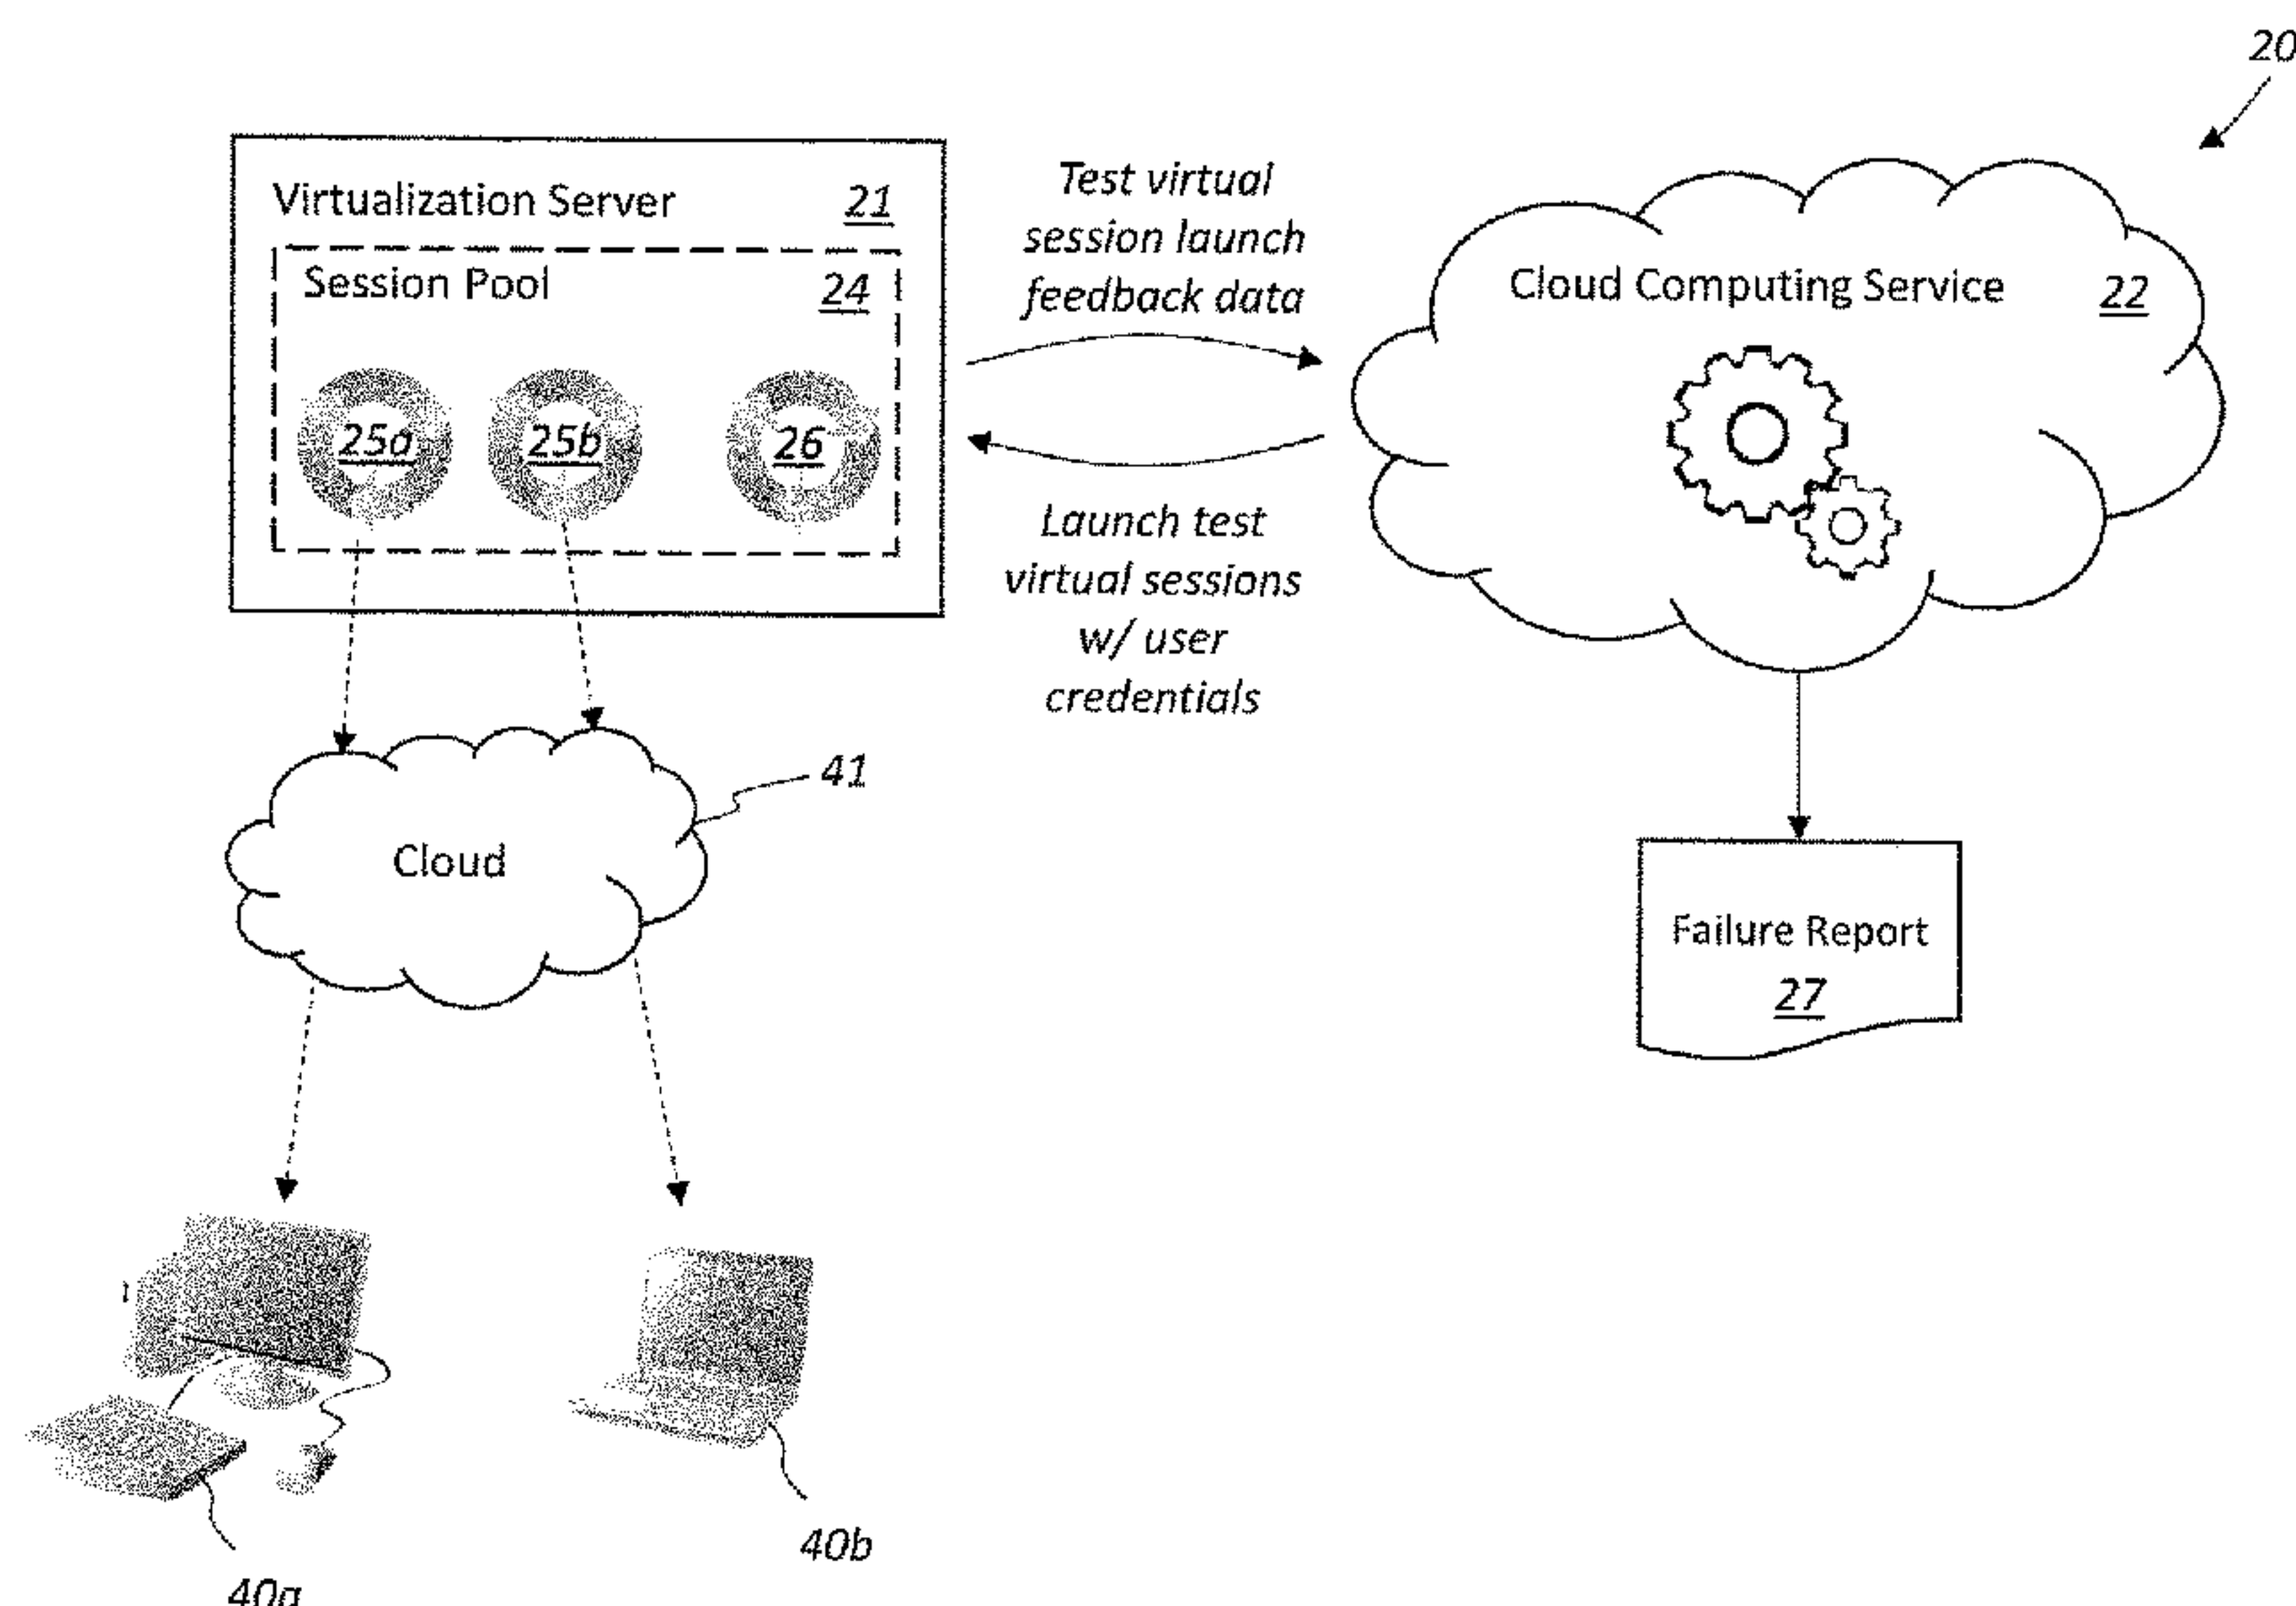 20
Virtualization Server 21
Session Pool 24
25a 25b 26
Test virtual
session launch
feedback data
Launch test
virtual sessions
w/ user
credentials
Cloud Computing Service 22
41
Cloud
Failure Report
27
40a
40b